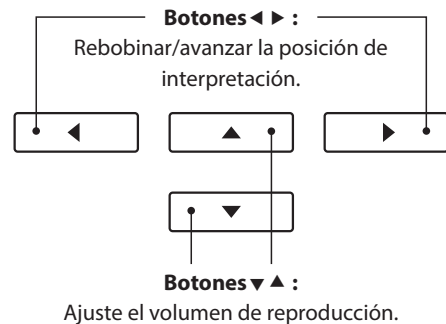 Botones ◀ ▶ :
Rebobinar/avanzar la posición de
interpretación.
Botones ▼ ▲ :
Ajuste el volumen de reproducción.